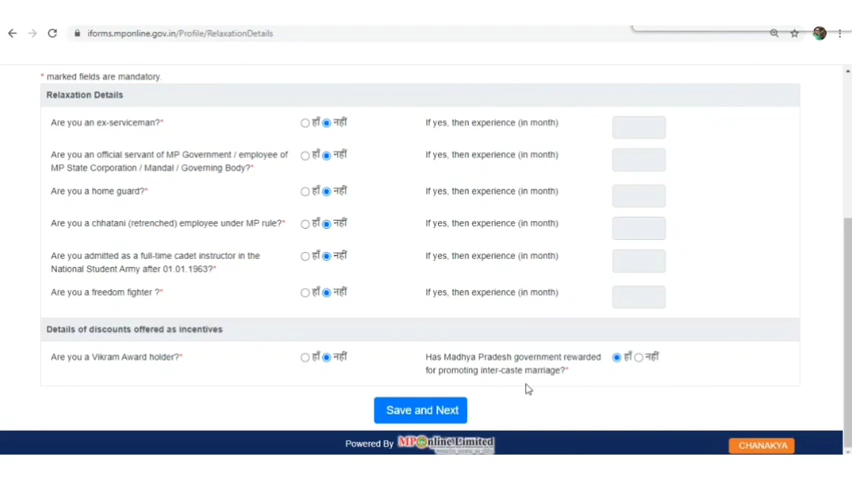 iforms.mponline.gov.in/Profile/RelaxationDetails
* marked fields are mandatory.
Relaxation Details
Are you an ex-serviceman?* हाँ नहीं If yes, then experience (in month)
Are you an official servant of MP Government / employee of MP State Corporation / Mandal / Governing Body?* हाँ नहीं If yes, then experience (in month)
Are you a home guard?* हाँ नहीं If yes, then experience (in month)
Are you a chhatani (retrenched) employee under MP rule?* हाँ नहीं If yes, then experience (in month)
Are you admitted as a full-time cadet instructor in the National Student Army after 01.01.1963?* हाँ नहीं If yes, then experience (in month)
Are you a freedom fighter ?* हाँ नहीं If yes, then experience (in month)
Details of discounts offered as incentives
Are you a Vikram Award holder?* हाँ नहीं Has Madhya Pradesh government rewarded for promoting inter-caste marriage?* हाँ नहीं
Save and Next
Powered By MPOnline Limited
CHANAKYA